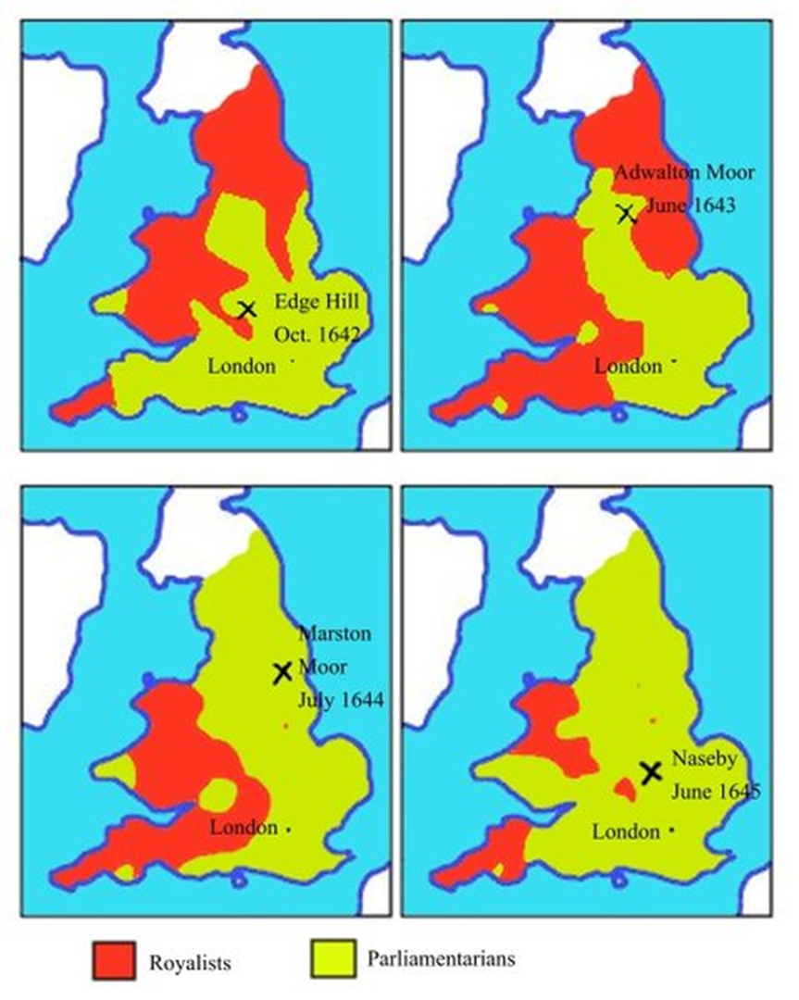 Edge Hill
Oct. 1642
London
Adwalton Moor
June 1643
London
Marston
Moor
July 1644
London
Naseby
June 1645
London
Royalists
Parliamentarians